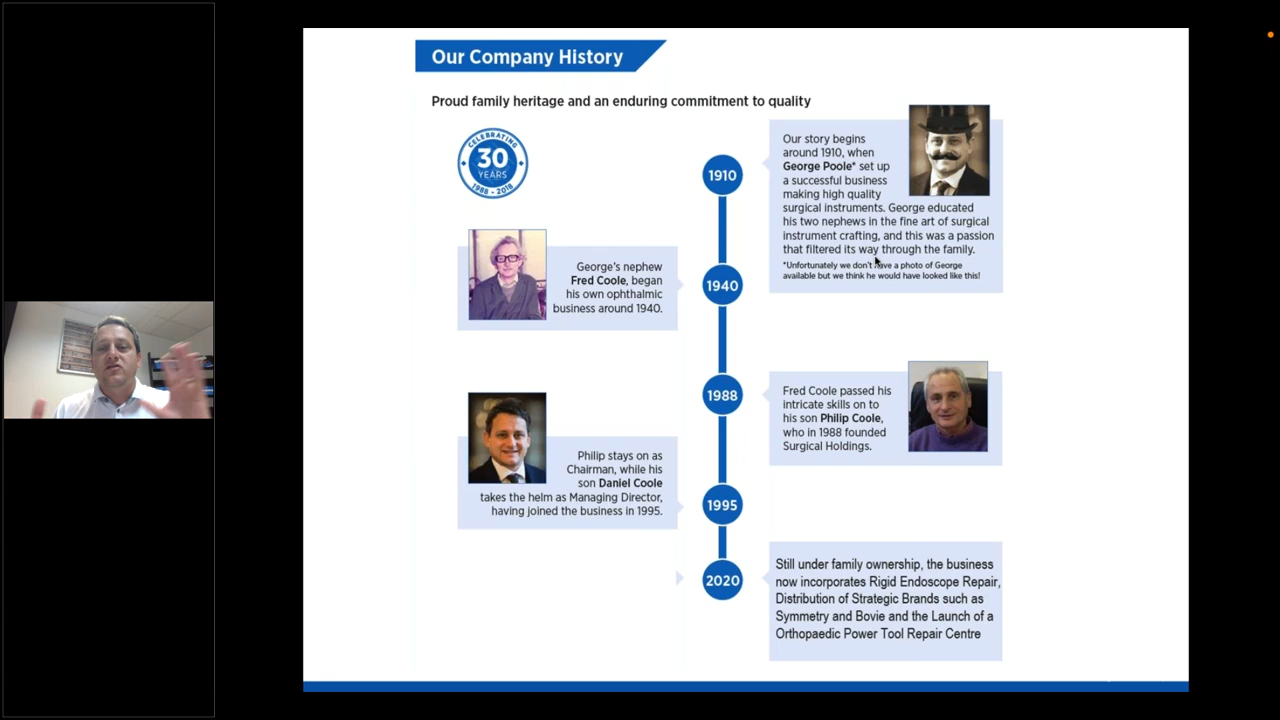 Our Company History
Proud family heritage and an enduring commitment to quality
CELEBRATING
30
YEARS
1988 - 2018
1910
Our story begins
around 1910, when
George Poole* set up
a successful business
making high quality
surgical instruments. George educated
his two nephews in the fine art of surgical
instrument crafting, and this was a passion
that filtered its way through the family.
*Unfortunately we don't have a photo of George
available but we think he would have looked like this!
George's nephew
Fred Coole, began
his own ophthalmic
business around 1940.
1940
1988
Fred Coole passed his
intricate skills on to
his son Philip Coole,
who in 1988 founded
Surgical Holdings.
Philip stays on as
Chairman, while his
son Daniel Coole
takes the helm as Managing Director,
having joined the business in 1995.
1995
2020
Still under family ownership, the business
now incorporates Rigid Endoscope Repair,
Distribution of Strategic Brands such as
Symmetry and Bovie and the Launch of a
Orthopaedic Power Tool Repair Centre